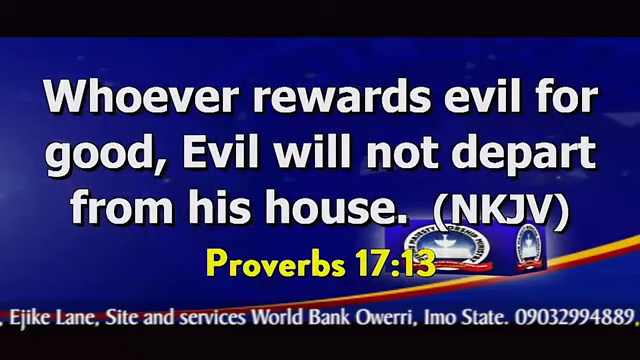 Whoever rewards evil for
good, Evil will not depart
from his house. (NKJV)
Proverbs 17:13
, Ejike Lane, Site and services World Bank Owerri, Imo State. 09032994889,